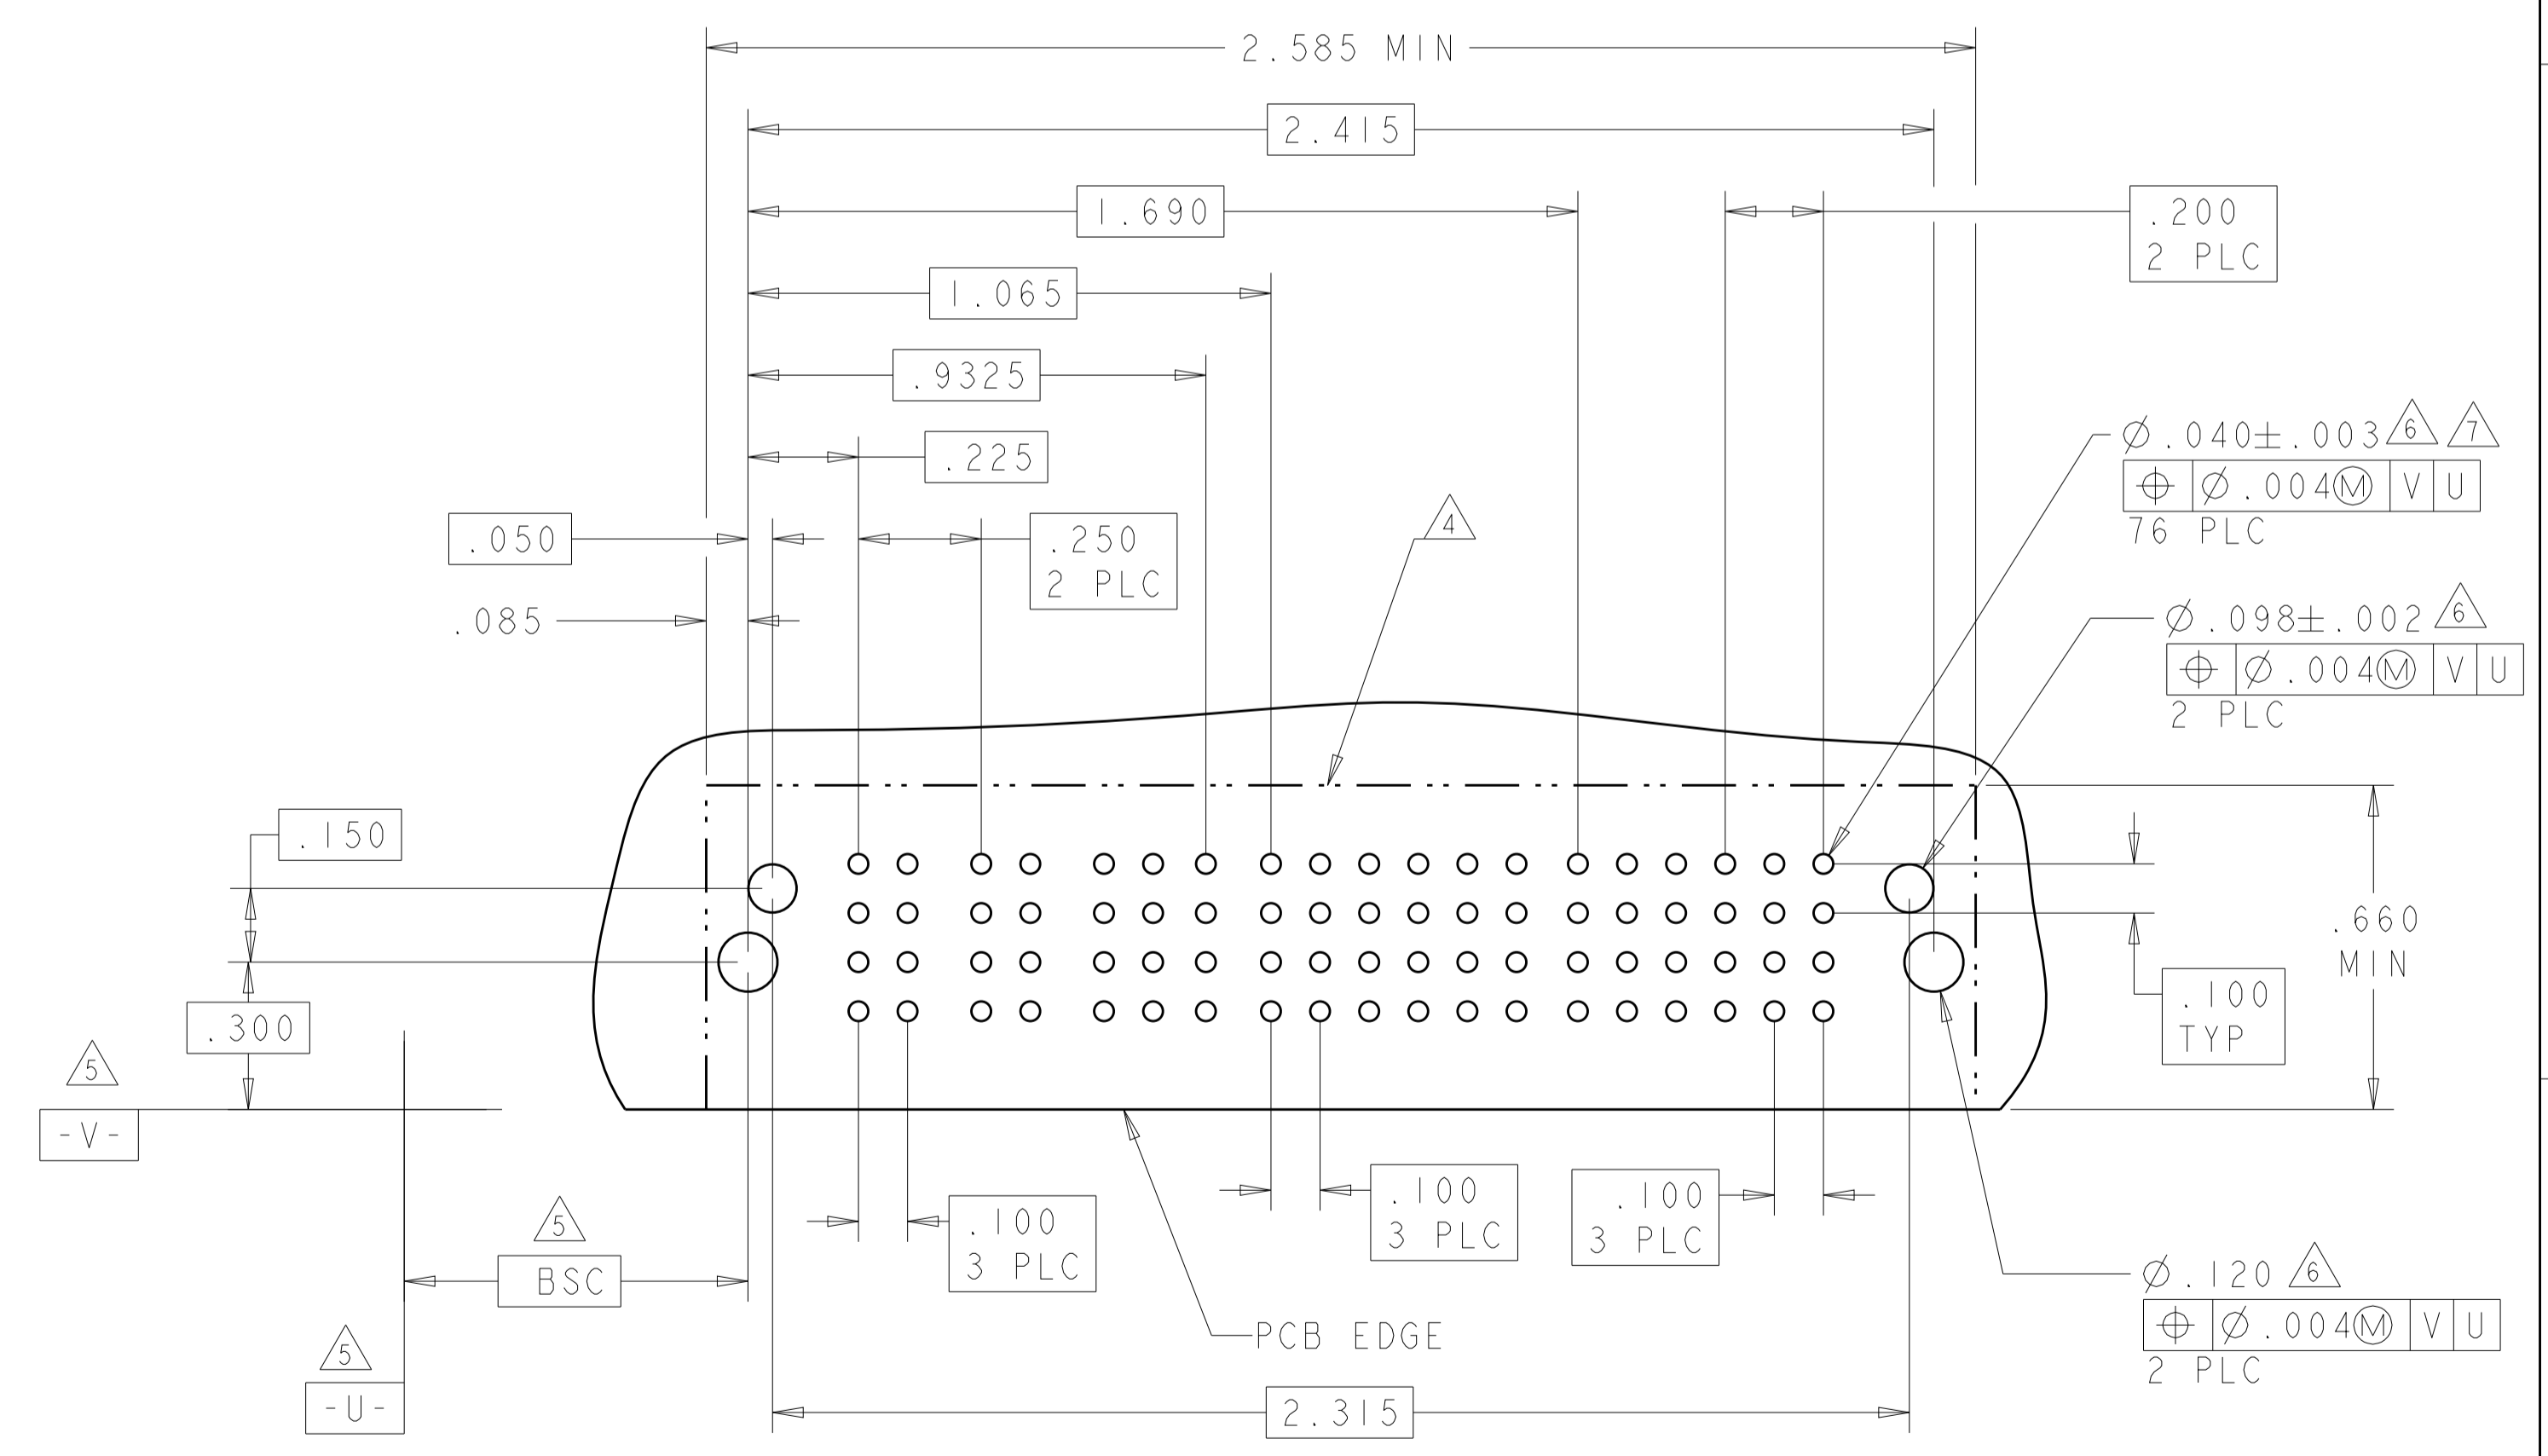 2.585 MIN
2.415
1.690
.200
2 PLC
1.065
.9325
.225
Ø.040±.003 6 7
⌖ Ø.004Ⓜ V U
76 PLC
.050
.250
2 PLC
4
.085
Ø.098±.002 6
⌖ Ø.004Ⓜ V U
2 PLC
.150
.660
MIN
.300
.100
TYP
5
-V-
.100
3 PLC
.100
3 PLC
.100
3 PLC
5
BSC
Ø.120 6
⌖ Ø.004Ⓜ V U
2 PLC
PCB EDGE
5
-U-
2.315